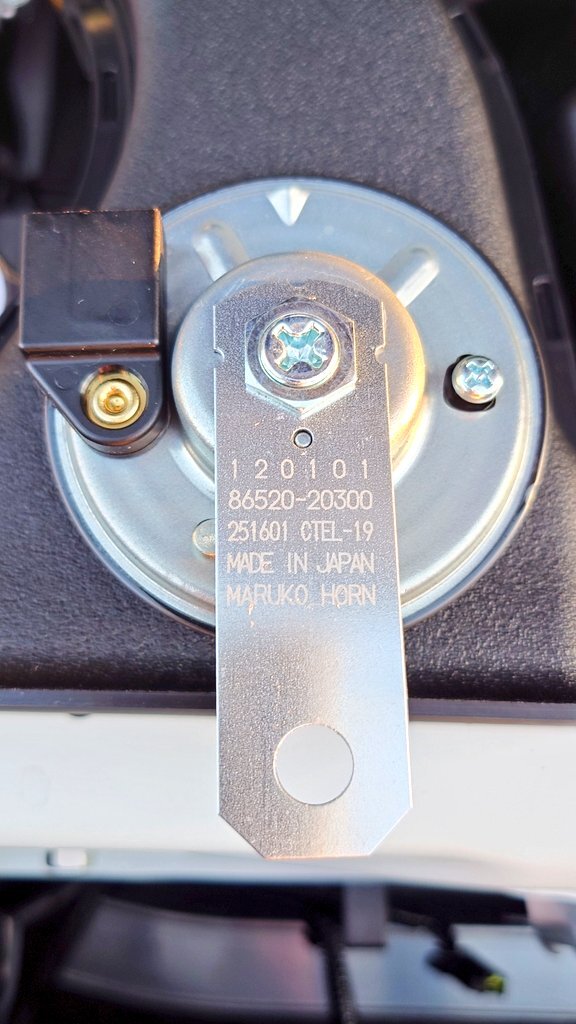 120101
86520-20300
251601 CTEL-19
MADE IN JAPAN
MARUKO HORN